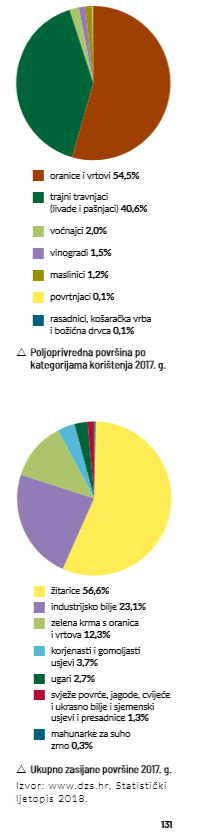 oranice i vrtovi 54,5%
trajni travnjaci
(livade i pašnjaci) 40,6%
voćnjaci 2,0%
vinogradi 1,5%
maslinici 1,2%
povrtnjaci 0,1%
rasadnici, košaračka vrba
i božićna drvca 0,1%
△ Poljoprivredna površina po
kategorijama korištenja 2017. g.
žitarice 56,6%
industrijsko bilje 23,1%
zelena krma s oranica
i vrtova 12,3%
korjenasti i gomoljasti
usjevi 3,7%
ugari 2,7%
svježe povrće, jagode, cvijeće
i ukrasno bilje i sjemenski
usjevi i presadnice 1,3%
mahunarke za suho
zrno 0,3%
△ Ukupno zasijane površine 2017. g.
Izvor: www.dzs.hr, Statistički
ljetopis 2018.
131